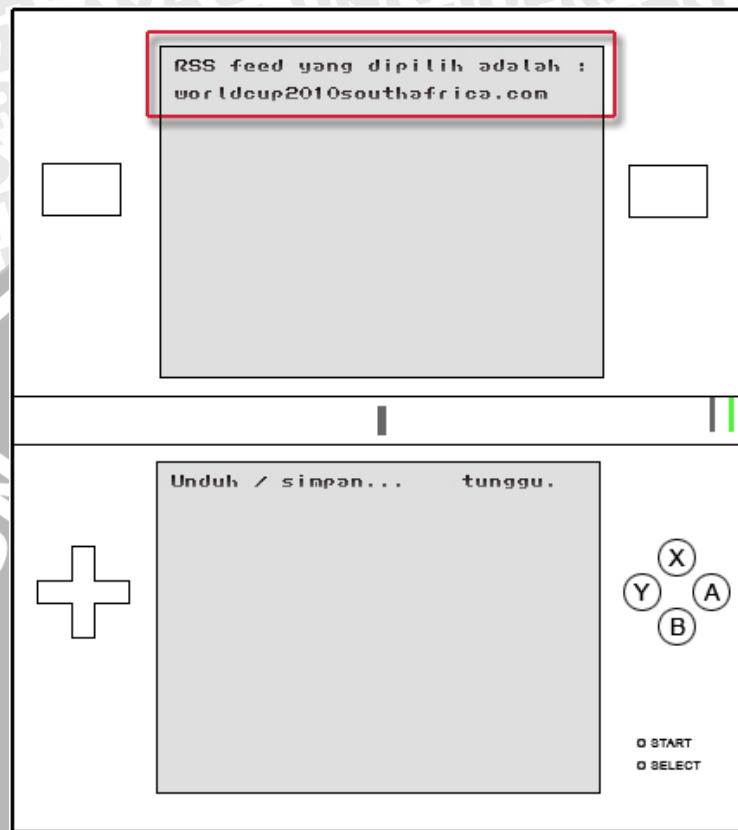 RSS feed yang dipilih adalah :
worldcup2010southafrica.com
Unduh / simpan... tunggu.
X
Y A
B
START
SELECT